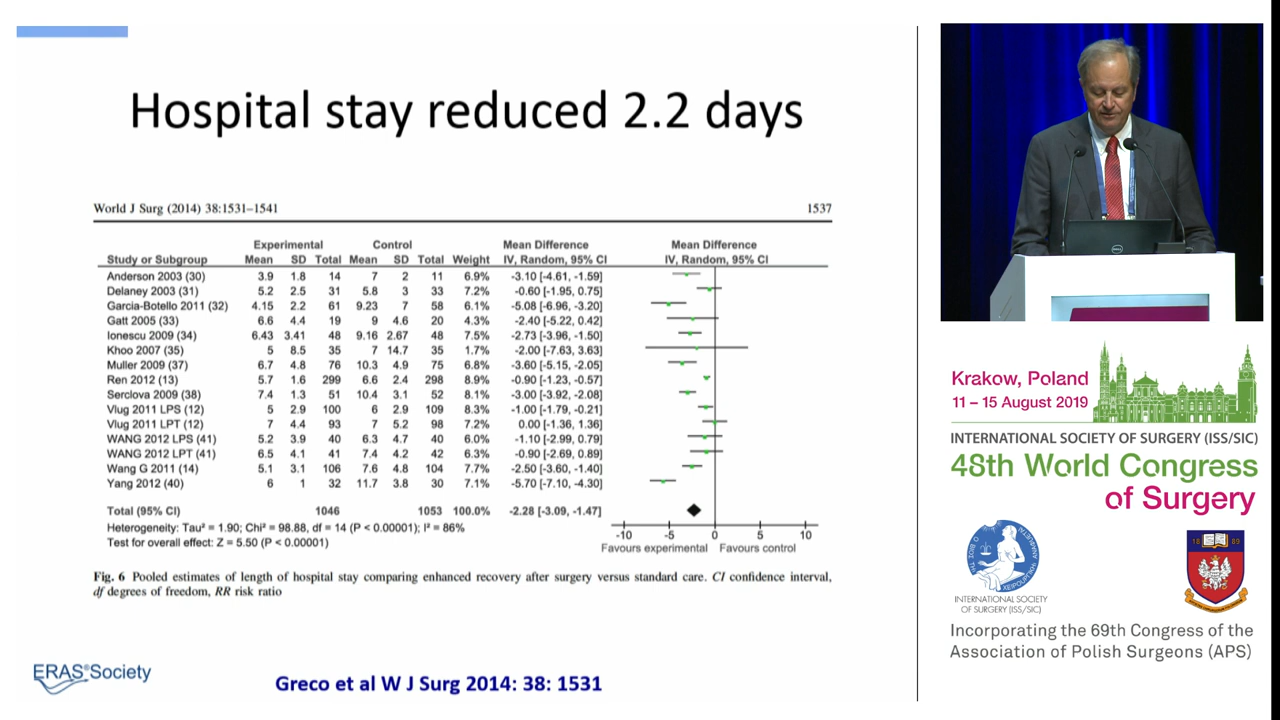 Hospital stay reduced 2.2 days
World J Surg (2014) 38:1531–1541 1537
Experimental Control Mean Difference Mean Difference
Study or Subgroup Mean SD Total Mean SD Total Weight IV, Random, 95% CI IV, Random, 95% CI
Anderson 2003 (30) 3.9 1.8 14 7 2 11 6.9% -3.10 [-4.61, -1.59]
Delaney 2003 (31) 5.2 2.5 31 5.8 3 33 7.2% -0.60 [-1.95, 0.75]
Garcia-Botello 2011 (32) 4.15 2.2 61 9.23 7 58 6.1% -5.08 [-6.96, -3.20]
Gatt 2005 (33) 6.6 4.4 19 9 4.6 20 4.3% -2.40 [-5.22, 0.42]
Ionescu 2009 (34) 6.43 3.41 48 9.16 2.67 48 7.5% -2.73 [-3.96, -1.50]
Khoo 2007 (35) 5 8.5 35 7 14.7 35 1.7% -2.00 [-7.63, 3.63]
Muller 2009 (37) 6.7 4.8 76 10.3 4.9 75 6.8% -3.60 [-5.15, -2.05]
Ren 2012 (13) 5.7 1.6 299 6.6 2.4 298 8.9% -0.90 [-1.23, -0.57]
Serclova 2009 (38) 7.4 1.3 51 10.4 3.1 52 8.2% -3.00 [-3.92, -2.08]
Vlug 2011 LPS (12) 5 2.9 100 6 2.9 109 8.3% -1.00 [-1.79, -0.21]
Vlug 2011 LPT (12) 7 4.4 93 7 5.2 98 7.2% 0.00 [-1.36, 1.36]
WANG 2012 LPS (41) 5.2 3.9 40 6.3 4.7 40 6.0% -1.10 [-2.99, 0.79]
WANG 2012 LPT (41) 6.5 4.1 41 7.4 4.2 42 6.2% -0.90 [-2.69, 0.89]
Wang G 2011 (14) 5.1 3.1 106 7.6 4.8 104 7.7% -2.50 [-3.60, -1.40]
Yang 2012 (40) 6 1 32 11.7 3.8 30 7.1% -5.70 [-7.10, -4.30]
Total (95% CI) 1046 1053 100.0% -2.28 [-3.09, -1.47]
Heterogeneity: Tau² = 1.90; Chi² = 98.88, df = 14 (P < 0.00001); I² = 86%
Test for overall effect: Z = 5.50 (P < 0.00001)
-10 -5 0 5 10
Favours experimental Favours control
Fig. 6 Pooled estimates of length of hospital stay comparing enhanced recovery after surgery versus standard care. CI confidence interval,
df degrees of freedom, RR risk ratio
ERAS®Society
Greco et al W J Surg 2014: 38: 1531
Krakow, Poland
11 – 15 August 2019
INTERNATIONAL SOCIETY OF SURGERY (ISS/SIC)
48th World Congress
of Surgery
INTERNATIONAL SOCIETY
OF SURGERY (ISS/SIC)
18 89
Incorporating the 69th Congress of the
Association of Polish Surgeons (APS)